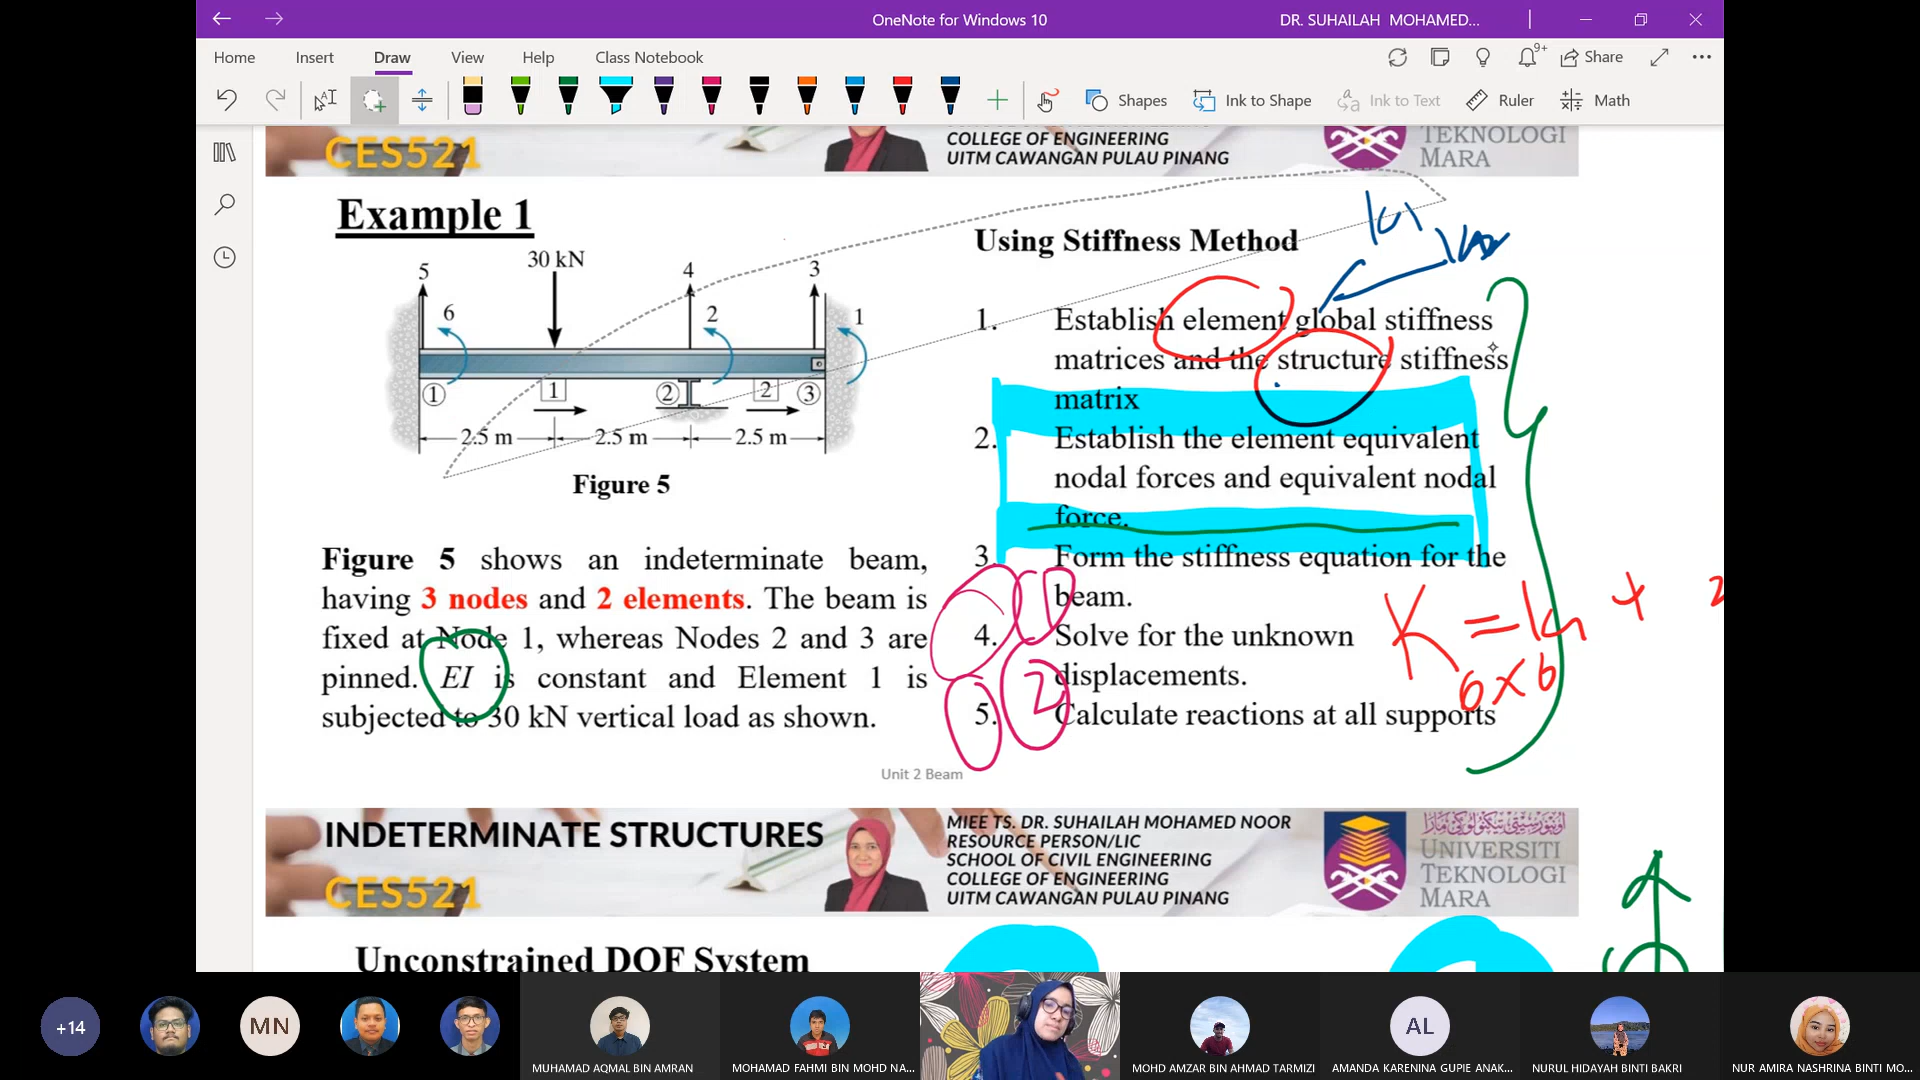 OneNote for Windows 10
DR. SUHAILAH MOHAMED...
Home Insert Draw View Help Class Notebook
9+
Share
Shapes
Ink to Shape
Ink to Text
Ruler
Math
CES521
COLLEGE OF ENGINEERING
UITM CAWANGAN PULAU PINANG
TEKNOLOGI
MARA
Example 1
5
30 kN
4
3
6
2
1
1
1
2
2
3
2.5 m
2.5 m
2.5 m
Figure 5
Figure 5 shows an indeterminate beam,
having 3 nodes and 2 elements. The beam is
fixed at Node 1, whereas Nodes 2 and 3 are
pinned. EI is constant and Element 1 is
subjected to 30 kN vertical load as shown.
Using Stiffness Method
1. Establish element global stiffness
matrices and the structure stiffness
matrix
2. Establish the element equivalent
nodal forces and equivalent nodal
force.
3. Form the stiffness equation for the
beam.
4. Solve for the unknown
displacements.
5. Calculate reactions at all supports
1
2
K = k1 + 2
6x6
Unit 2 Beam
INDETERMINATE STRUCTURES
CES521
MIEE TS. DR. SUHAILAH MOHAMED NOOR
RESOURCE PERSON/LIC
SCHOOL OF CIVIL ENGINEERING
COLLEGE OF ENGINEERING
UITM CAWANGAN PULAU PINANG
UNIVERSITI
TEKNOLOGI
MARA
Unconstrained DOF System
+14
MN
MUHAMAD AQMAL BIN AMRAN
MOHAMAD FAHMI BIN MOHD NA...
MOHD AMZAR BIN AHMAD TARMIZI
AL
AMANDA KARENINA GUPIE ANAK...
NURUL HIDAYAH BINTI BAKRI
NUR AMIRA NASHRINA BINTI MO...